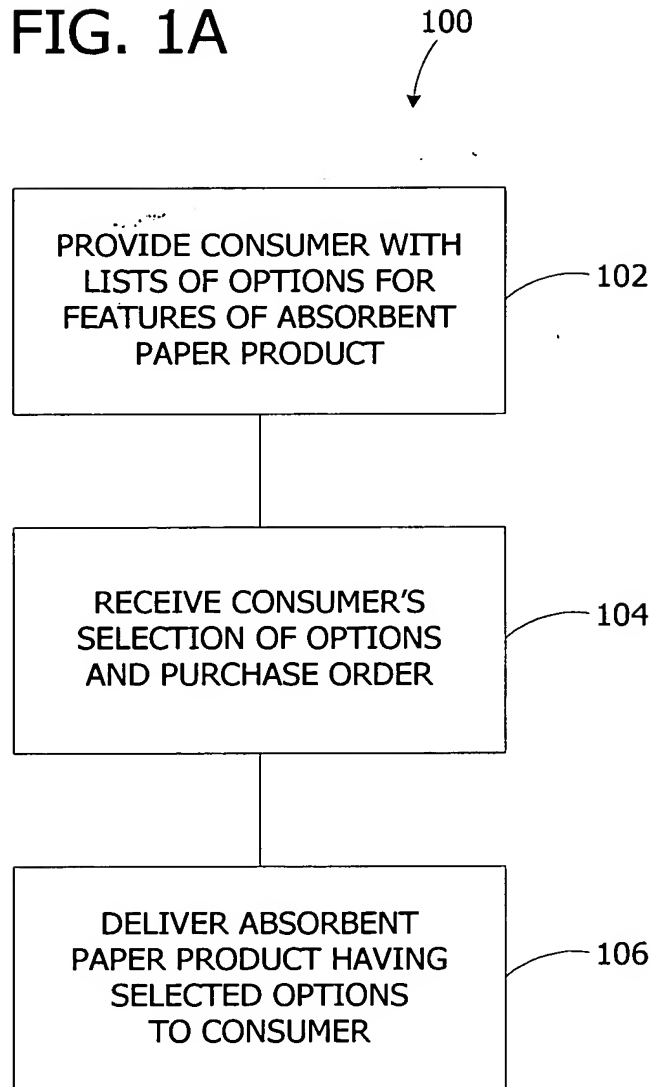 FIG. 1A
100
PROVIDE CONSUMER WITH
LISTS OF OPTIONS FOR
FEATURES OF ABSORBENT
PAPER PRODUCT
102
RECEIVE CONSUMER'S
SELECTION OF OPTIONS
AND PURCHASE ORDER
104
DELIVER ABSORBENT
PAPER PRODUCT HAVING
SELECTED OPTIONS
TO CONSUMER
106